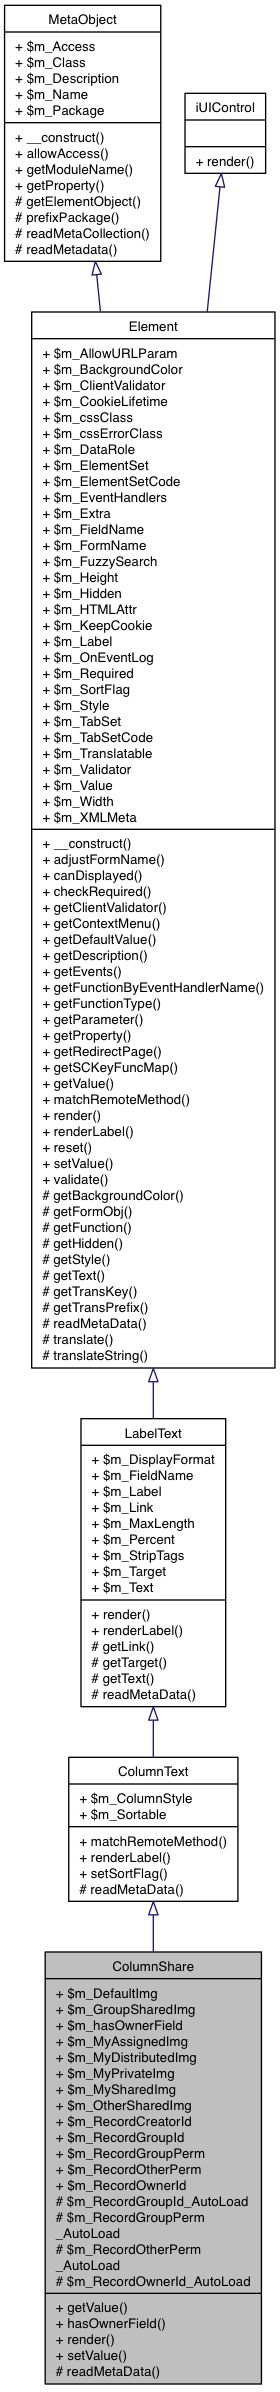 MetaObject
+ $m_Access
+ $m_Class
+ $m_Description
+ $m_Name
+ $m_Package
+ __construct()
+ allowAccess()
+ getModuleName()
+ getProperty()
# getElementObject()
# prefixPackage()
# readMetaCollection()
# readMetadata()
iUIControl
+ render()
Element
+ $m_AllowURLParam
+ $m_BackgroundColor
+ $m_ClientValidator
+ $m_CookieLifetime
+ $m_cssClass
+ $m_cssErrorClass
+ $m_DataRole
+ $m_ElementSet
+ $m_ElementSetCode
+ $m_EventHandlers
+ $m_Extra
+ $m_FieldName
+ $m_FormName
+ $m_FuzzySearch
+ $m_Height
+ $m_Hidden
+ $m_HTMLAttr
+ $m_KeepCookie
+ $m_Label
+ $m_OnEventLog
+ $m_Required
+ $m_SortFlag
+ $m_Style
+ $m_TabSet
+ $m_TabSetCode
+ $m_Translatable
+ $m_Validator
+ $m_Value
+ $m_Width
+ $m_XMLMeta
+ __construct()
+ adjustFormName()
+ canDisplayed()
+ checkRequired()
+ getClientValidator()
+ getContextMenu()
+ getDefaultValue()
+ getDescription()
+ getEvents()
+ getFunctionByEventHandlerName()
+ getFunctionType()
+ getParameter()
+ getProperty()
+ getRedirectPage()
+ getSCKeyFuncMap()
+ getValue()
+ matchRemoteMethod()
+ render()
+ renderLabel()
+ reset()
+ setValue()
+ validate()
# getBackgroundColor()
# getFormObj()
# getFunction()
# getHidden()
# getStyle()
# getText()
# getTransKey()
# getTransPrefix()
# readMetaData()
# translate()
# translateString()
LabelText
+ $m_DisplayFormat
+ $m_FieldName
+ $m_Label
+ $m_Link
+ $m_MaxLength
+ $m_Percent
+ $m_StripTags
+ $m_Target
+ $m_Text
+ render()
+ renderLabel()
# getLink()
# getTarget()
# getText()
# readMetaData()
ColumnText
+ $m_ColumnStyle
+ $m_Sortable
+ matchRemoteMethod()
+ renderLabel()
+ setSortFlag()
# readMetaData()
ColumnShare
+ $m_DefaultImg
+ $m_GroupSharedImg
+ $m_hasOwnerField
+ $m_MyAssignedImg
+ $m_MyDistributedImg
+ $m_MyPrivateImg
+ $m_MySharedImg
+ $m_OtherSharedImg
+ $m_RecordCreatorId
+ $m_RecordGroupId
+ $m_RecordGroupPerm
+ $m_RecordOtherPerm
+ $m_RecordOwnerId
# $m_RecordGroupId_AutoLoad
# $m_RecordGroupPerm
_AutoLoad
# $m_RecordOtherPerm
_AutoLoad
# $m_RecordOwnerId_AutoLoad
+ getValue()
+ hasOwnerField()
+ render()
+ setValue()
# readMetaData()